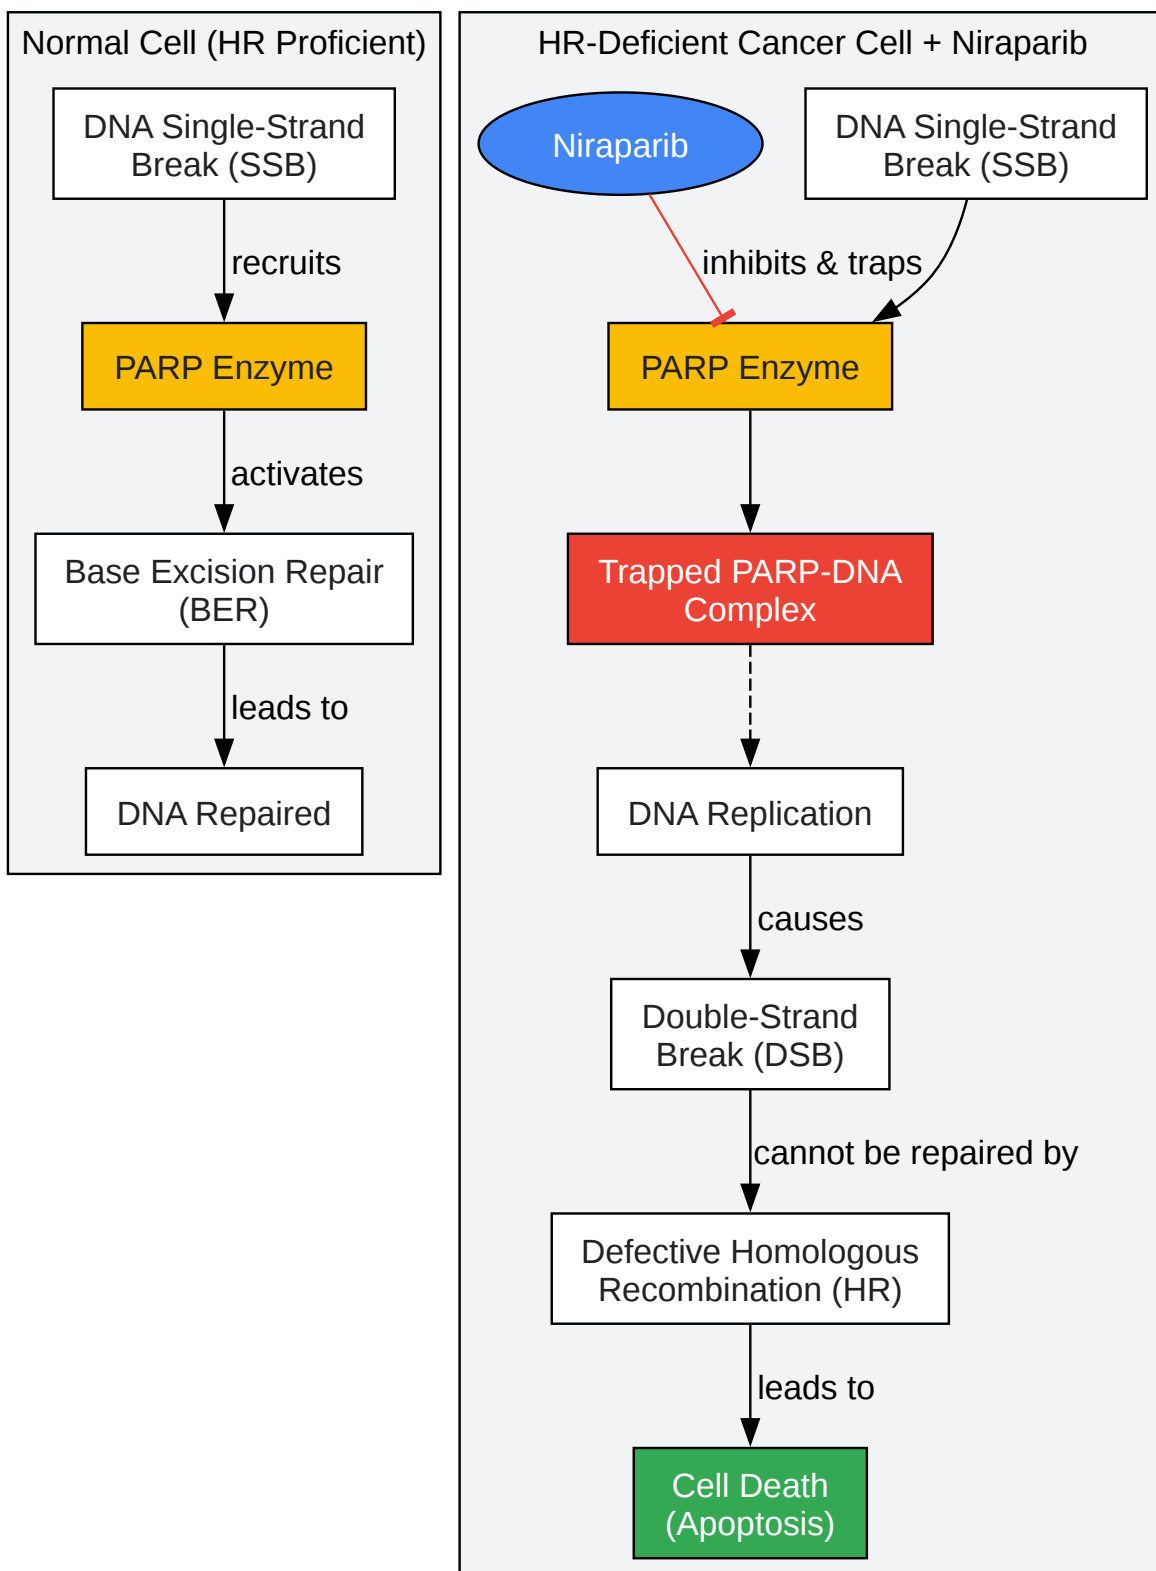 Normal Cell (HR Proficient)
DNA Single-Strand
Break (SSB)
recruits
PARP Enzyme
activates
Base Excision Repair
(BER)
leads to
DNA Repaired
HR-Deficient Cancer Cell + Niraparib
Niraparib
DNA Single-Strand
Break (SSB)
inhibits & traps
PARP Enzyme
Trapped PARP-DNA
Complex
DNA Replication
causes
Double-Strand
Break (DSB)
cannot be repaired by
Defective Homologous
Recombination (HR)
leads to
Cell Death
(Apoptosis)